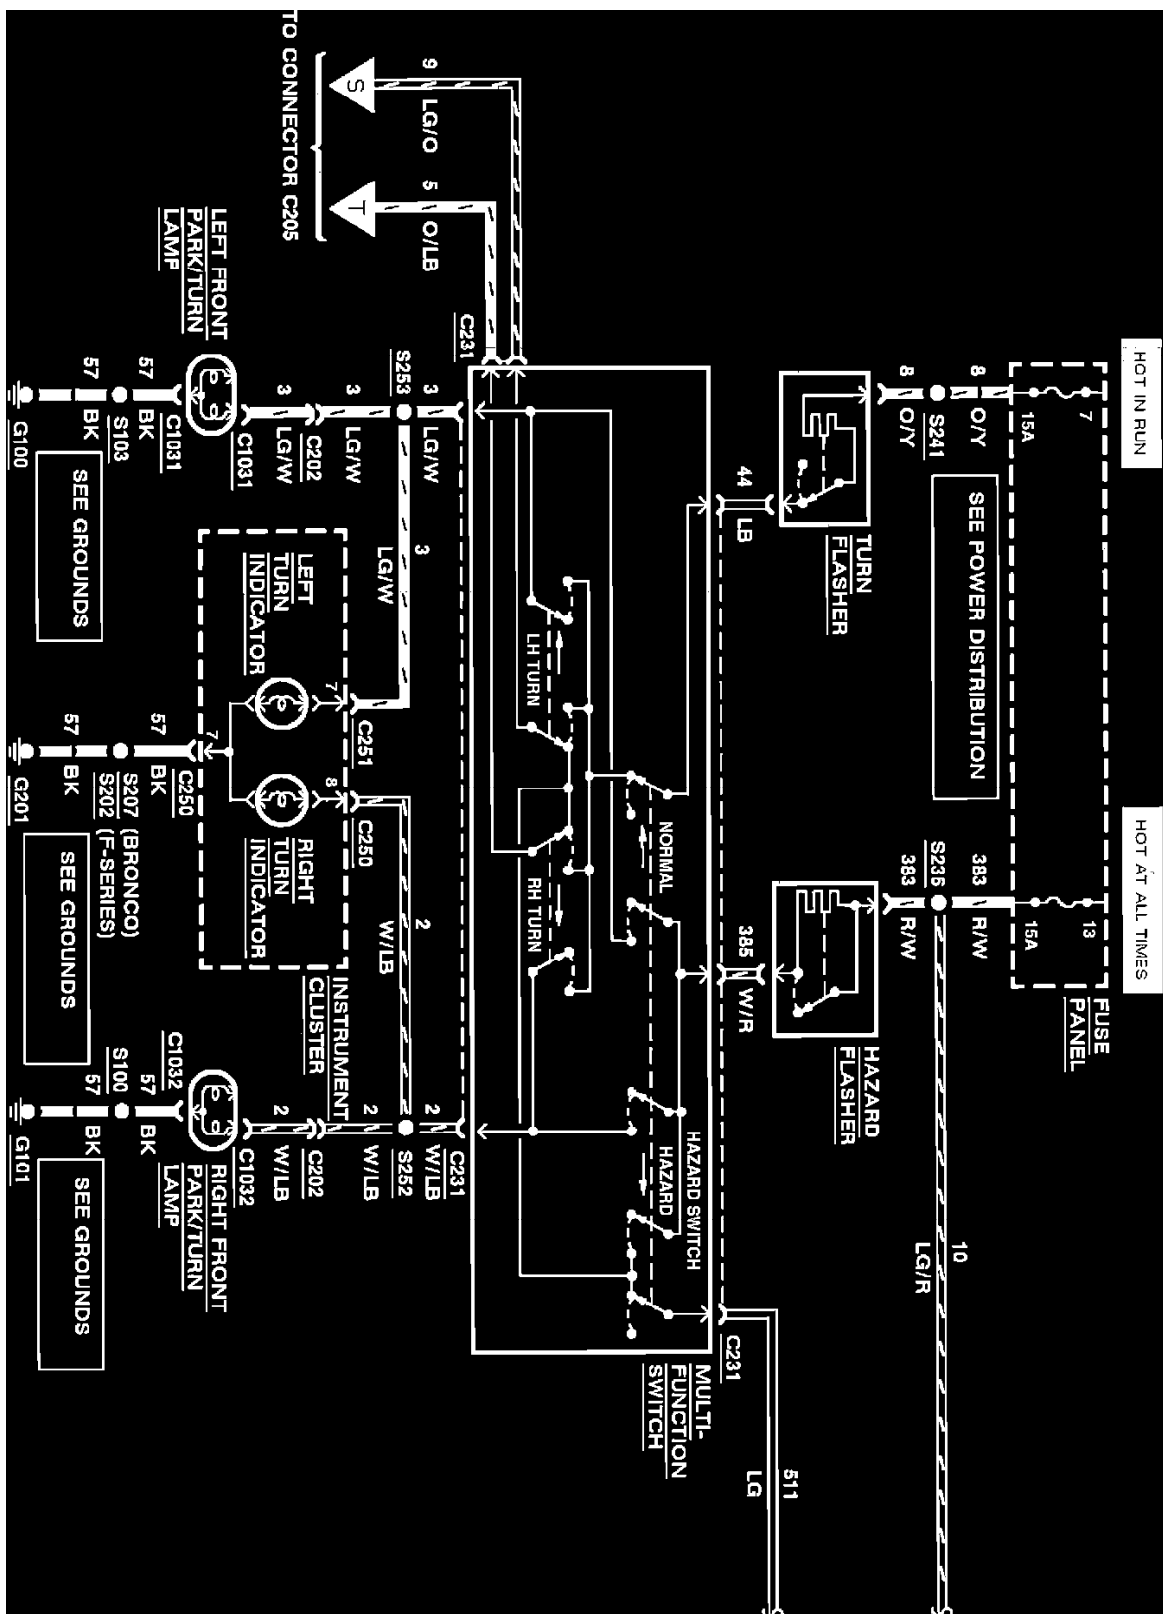 HOT IN RUN
HOT AT ALL TIMES
7
15A
13
15A
FUSE
PANEL
8
O/Y
S241
8
O/Y
SEE POWER DISTRIBUTION
383
R/W
S236
383
R/W
10
LG/R
TURN
FLASHER
HAZARD
FLASHER
44
LB
385
W/R
C231
511
LG
MULTI-
FUNCTION
SWITCH
HAZARD SWITCH
NORMAL
HAZARD
LH TURN
RH TURN
TO CONNECTOR C205
S
9
LG/O
T
5
O/LB
C231
3
LG/W
S253
3
LG/W
C202
3
LG/W
C1031
3
LG/W
C251
7
8
C250
2
W/LB
C231
2
W/LB
S252
2
W/LB
C202
2
W/LB
C1032
INSTRUMENT
CLUSTER
LEFT
TURN
INDICATOR
RIGHT
TURN
INDICATOR
7
LEFT FRONT
PARK/TURN
LAMP
RIGHT FRONT
PARK/TURN
LAMP
C1031
57
BK
S103
57
BK
G100
SEE GROUNDS
C250
57
BK
S207 (BRONCO)
S202 (F-SERIES)
57
BK
G201
SEE GROUNDS
C1032
57
BK
S100
57
BK
G101
SEE GROUNDS